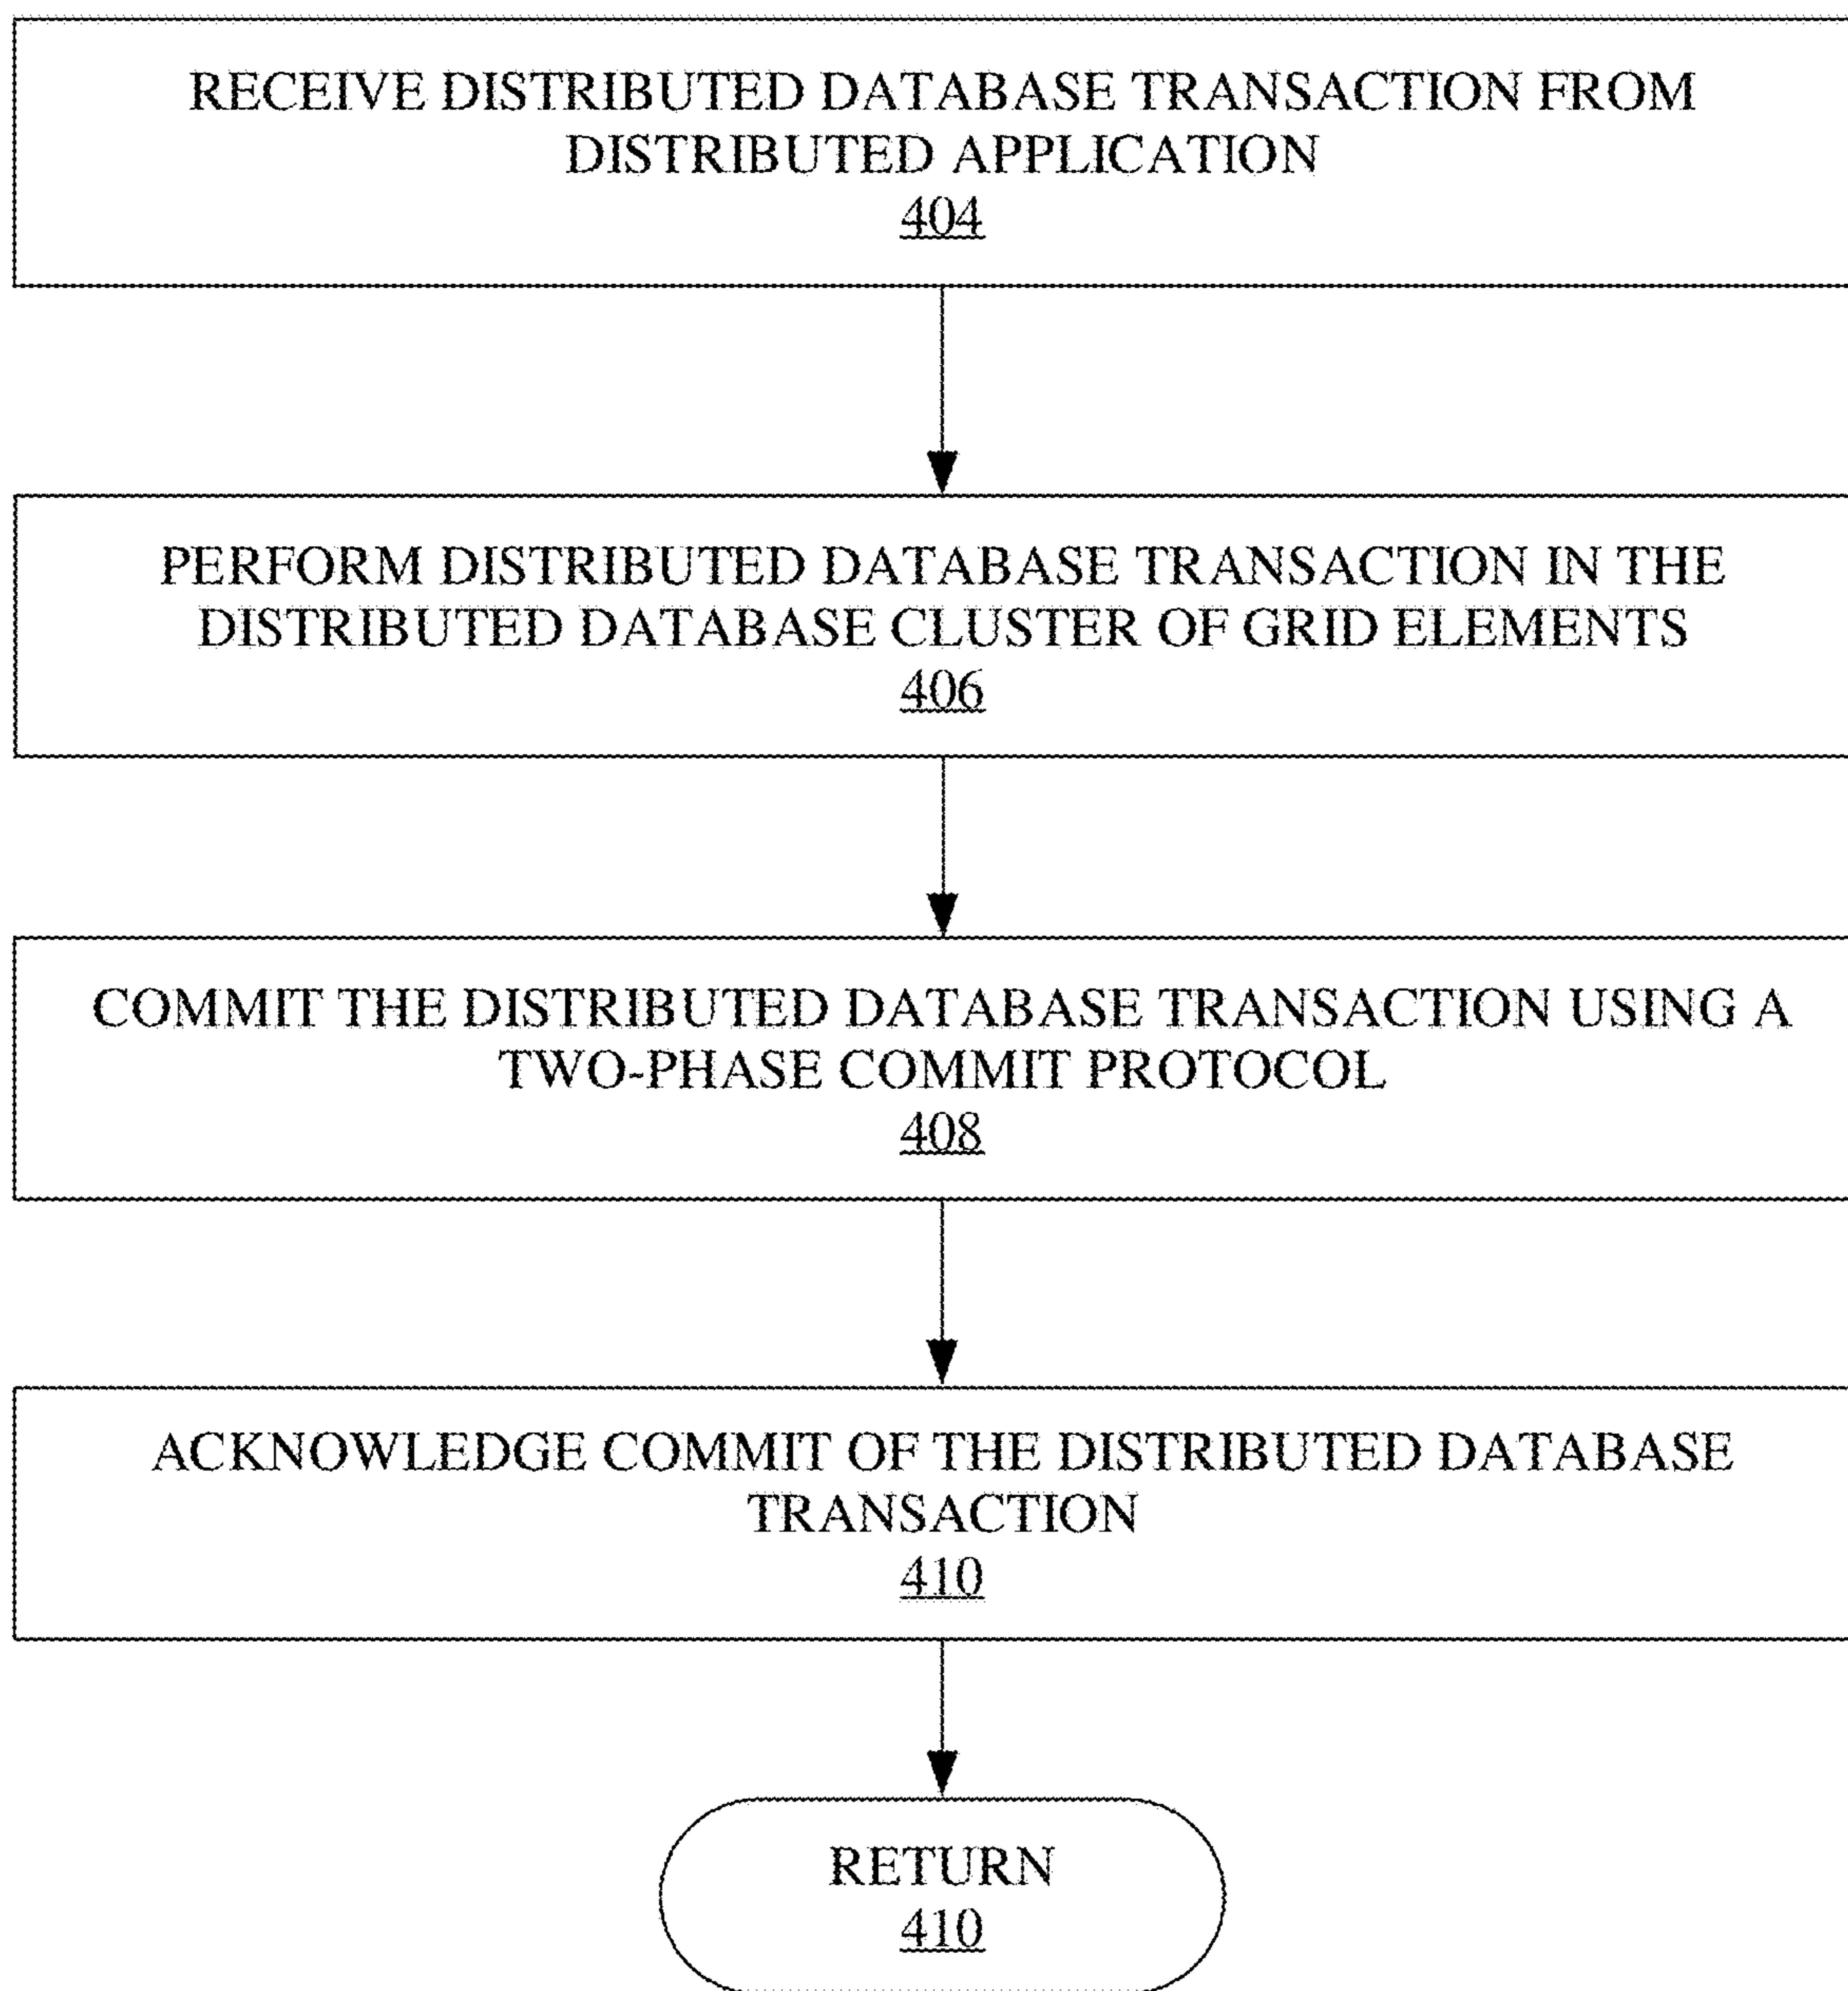 RECEIVE DISTRIBUTED DATABASE TRANSACTION FROM
DISTRIBUTED APPLICATION
404
PERFORM DISTRIBUTED DATABASE TRANSACTION IN THE
DISTRIBUTED DATABASE CLUSTER OF GRID ELEMENTS
406
COMMIT THE DISTRIBUTED DATABASE TRANSACTION USING A
TWO-PHASE COMMIT PROTOCOL
408
ACKNOWLEDGE COMMIT OF THE DISTRIBUTED DATABASE
TRANSACTION
410
RETURN
410